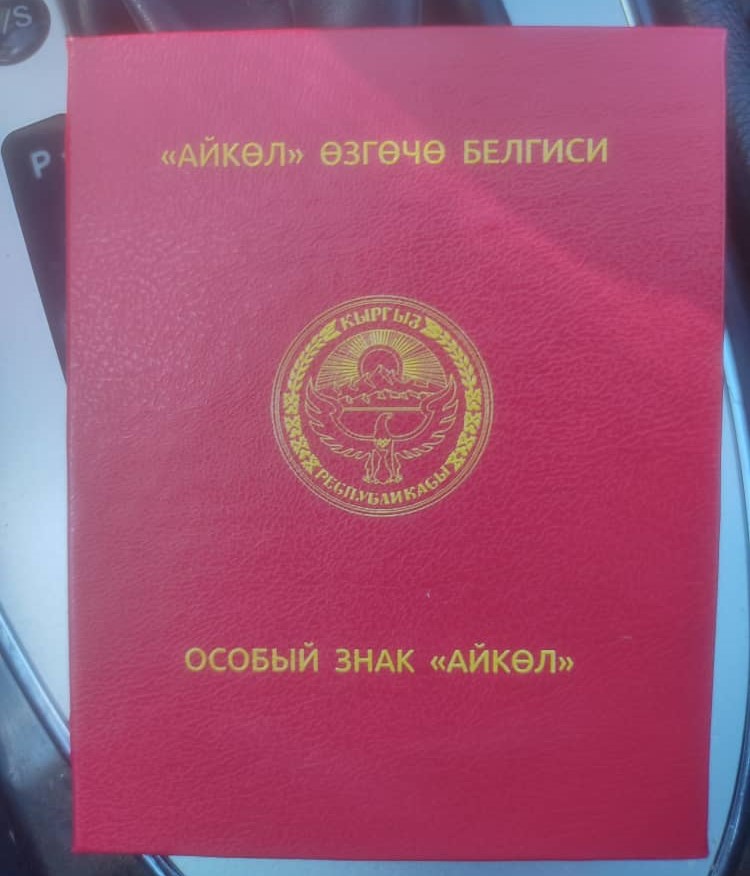 /S
P
«АЙКӨЛ» ӨЗГӨЧӨ БЕЛГИСИ
КЫРГЫЗ
РЕСПУБЛИКАСЫ
ОСОБЫЙ ЗНАК «АЙКӨЛ»